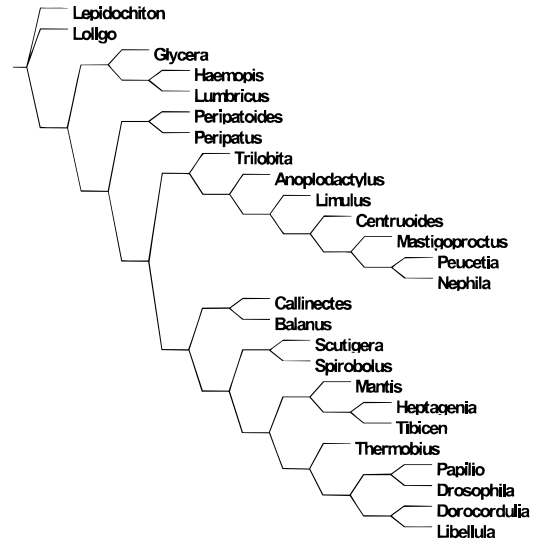 Lepidochiton
Loligo
Glycera
Haemopis
Lumbricus
Peripatoides
Peripatus
Trilobita
Anoplodactylus
Limulus
Centruoides
Mastigoproctus
Peucetia
Nephila
Callinectes
Balanus
Scutigera
Spirobolus
Mantis
Heptagenia
Tibicen
Thermobius
Papilio
Drosophila
Dorocordulia
Libellula